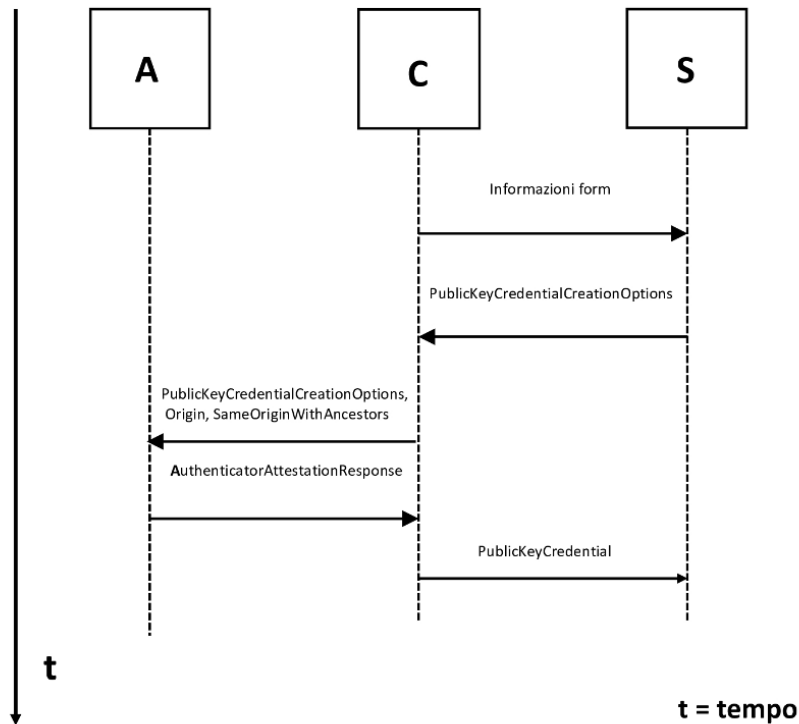 A
C
S
Informazioni form
PublicKeyCredentialCreationOptions
PublicKeyCredentialCreationOptions,
Origin, SameOriginWithAncestors
AuthenticatorAttestationResponse
PublicKeyCredential
t
t = tempo